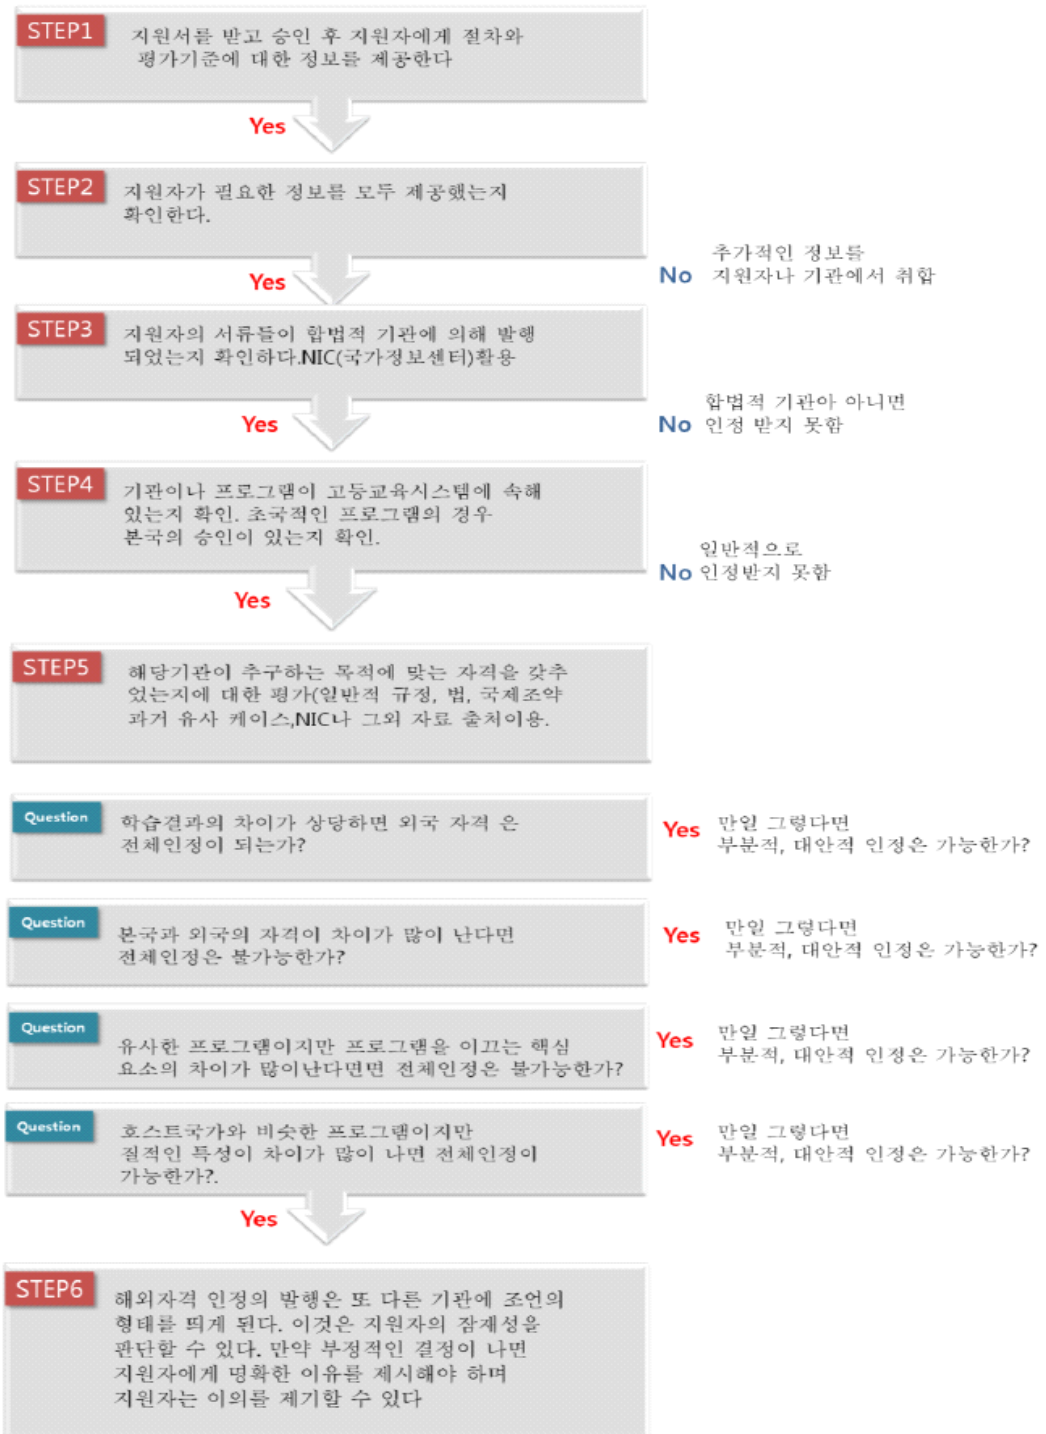 STEP1
지원서를 받고 승인 후 지원자에게 절차와
평가기준에 대한 정보를 제공한다
Yes
STEP2
지원자가 필요한 정보를 모두 제공했는지
확인한다.
Yes
No
추가적인 정보를
지원자나 기관에서 취합
STEP3
지원자의 서류들이 합법적 기관에 의해 발행
되었는지 확인하다.NIC(국가정보센터)활용
Yes
No
합법적 기관아 아니면
인정 받지 못함
STEP4
기관이나 프로그램이 고등교육시스템에 속해
있는지 확인. 초국적인 프로그램의 경우
본국의 승인이 있는지 확인.
Yes
No
일반적으로
인정받지 못함
STEP5
해당기관이 추구하는 목적에 맞는 자격을 갖추
었는지에 대한 평가(일반적 규정, 법, 국제조약
과거 유사 케이스,NIC나 그외 자료 출처이용.
Question
학습결과의 차이가 상당하면 외국 자격 은
전체인정이 되는가?
Yes
만일 그렇다면
부분적, 대안적 인정은 가능한가?
Question
본국과 외국의 자격이 차이가 많이 난다면
전체인정은 불가능한가?
Yes
만일 그렇다면
부분적, 대안적 인정은 가능한가?
Question
유사한 프로그램이지만 프로그램을 이끄는 핵심
요소의 차이가 많이난다면면 전체인정은 불가능한가?
Yes
만일 그렇다면
부분적, 대안적 인정은 가능한가?
Question
호스트국가와 비슷한 프로그램이지만
질적인 특성이 차이가 많이 나면 전체인정이
가능한가?.
Yes
만일 그렇다면
부분적, 대안적 인정은 가능한가?
Yes
STEP6
해외자격 인정의 발행은 또 다른 기관에 조언의
형태를 띄게 된다. 이것은 지원자의 잠재성을
판단할 수 있다. 만약 부정적인 결정이 나면
지원자에게 명확한 이유를 제시해야 하며
지원자는 이의를 제기할 수 있다